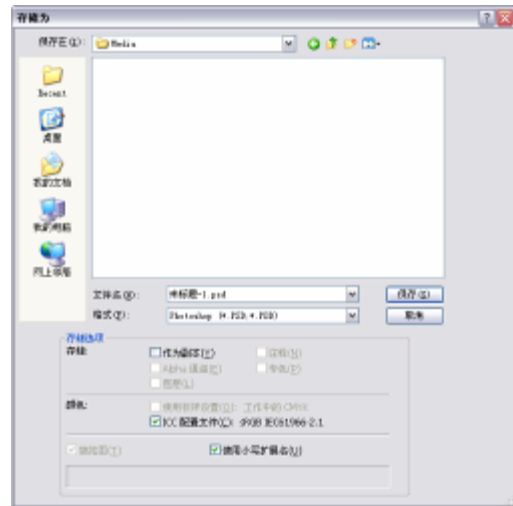 存储为
保存在(I): Media
Recent
桌面
我的文档
我的电脑
网上邻居
文件名(N): 未标题-1.psd 保存(S)
格式(F): Photoshop (*.PSD;*.PDD) 取消
存储选项
存储: 作为副本(Y) 注释(N)
Alpha 通道(E) 专色(P)
图层(L)
颜色: 使用校样设置(O): 工作中的 CMYK
ICC 配置文件(C): sRGB IEC61966-2.1
缩览图(T) 使用小写扩展名(U)